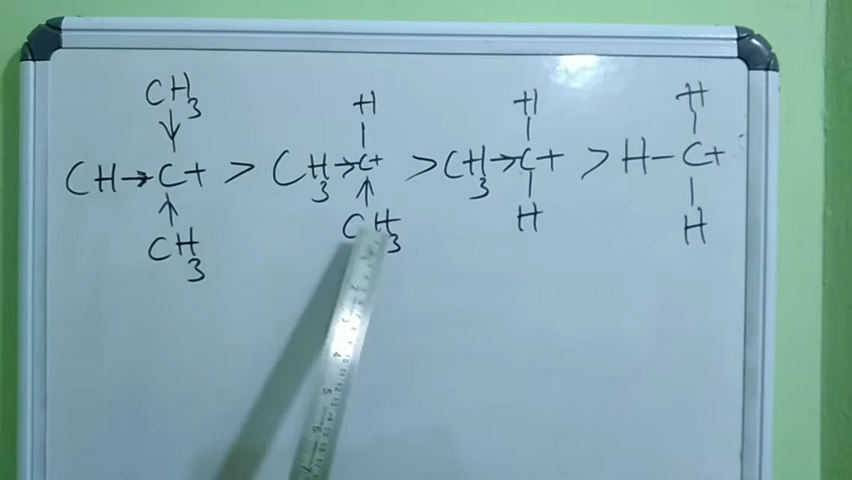 CH3 H H H
CH→C+ > CH3→C+ > CH3→C+ > H–C+
CH3 CH3 H H